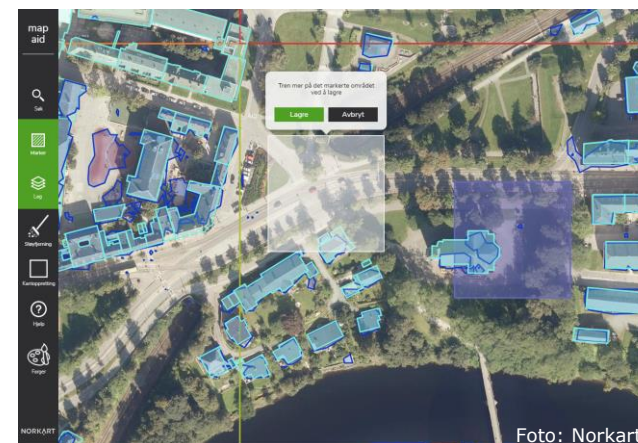 map
aid
Søk
Marker
Lag
Støyfjerning
Kantoppretting
Hjelp
Farger
NORKART
Tren mer på det markerte området
ved å lagre
Lagre
Avbryt
Foto: Norkart